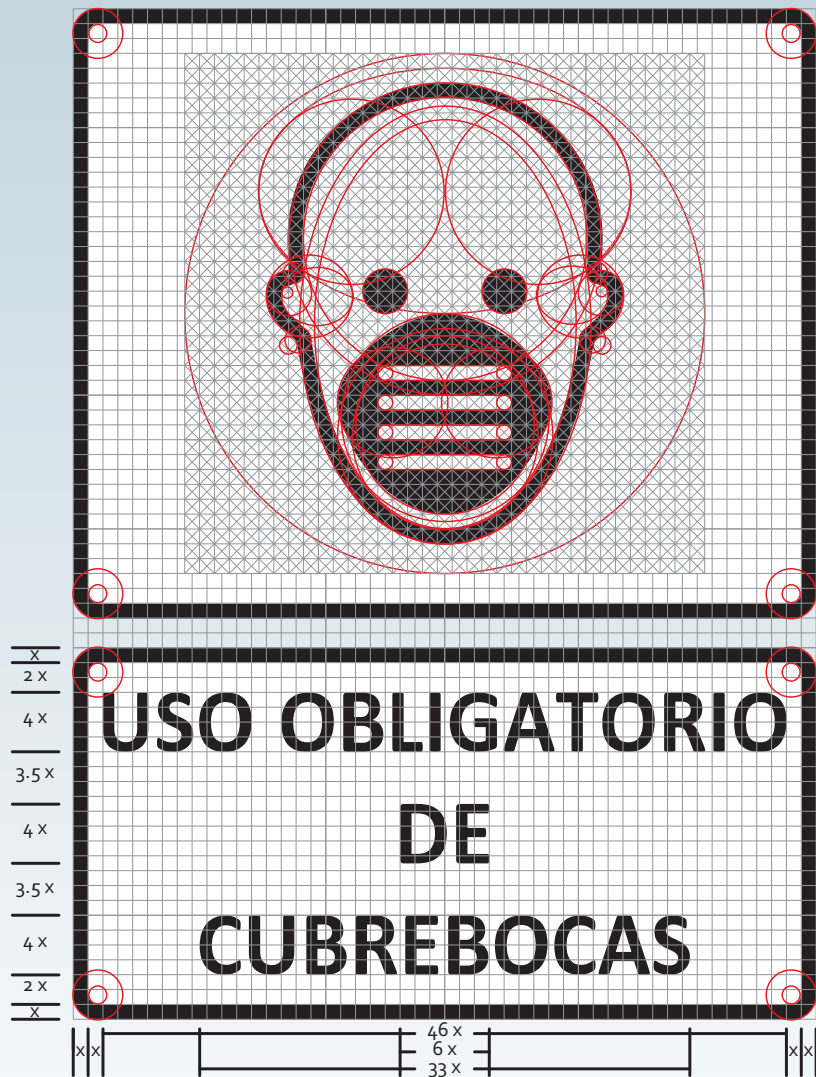 x
2 x
4 x
3.5 x
4 x
3.5 x
4 x
2 x
x
USO OBLIGATORIO
DE
CUBREBOCAS
x x 46 x x x
6 x
33 x